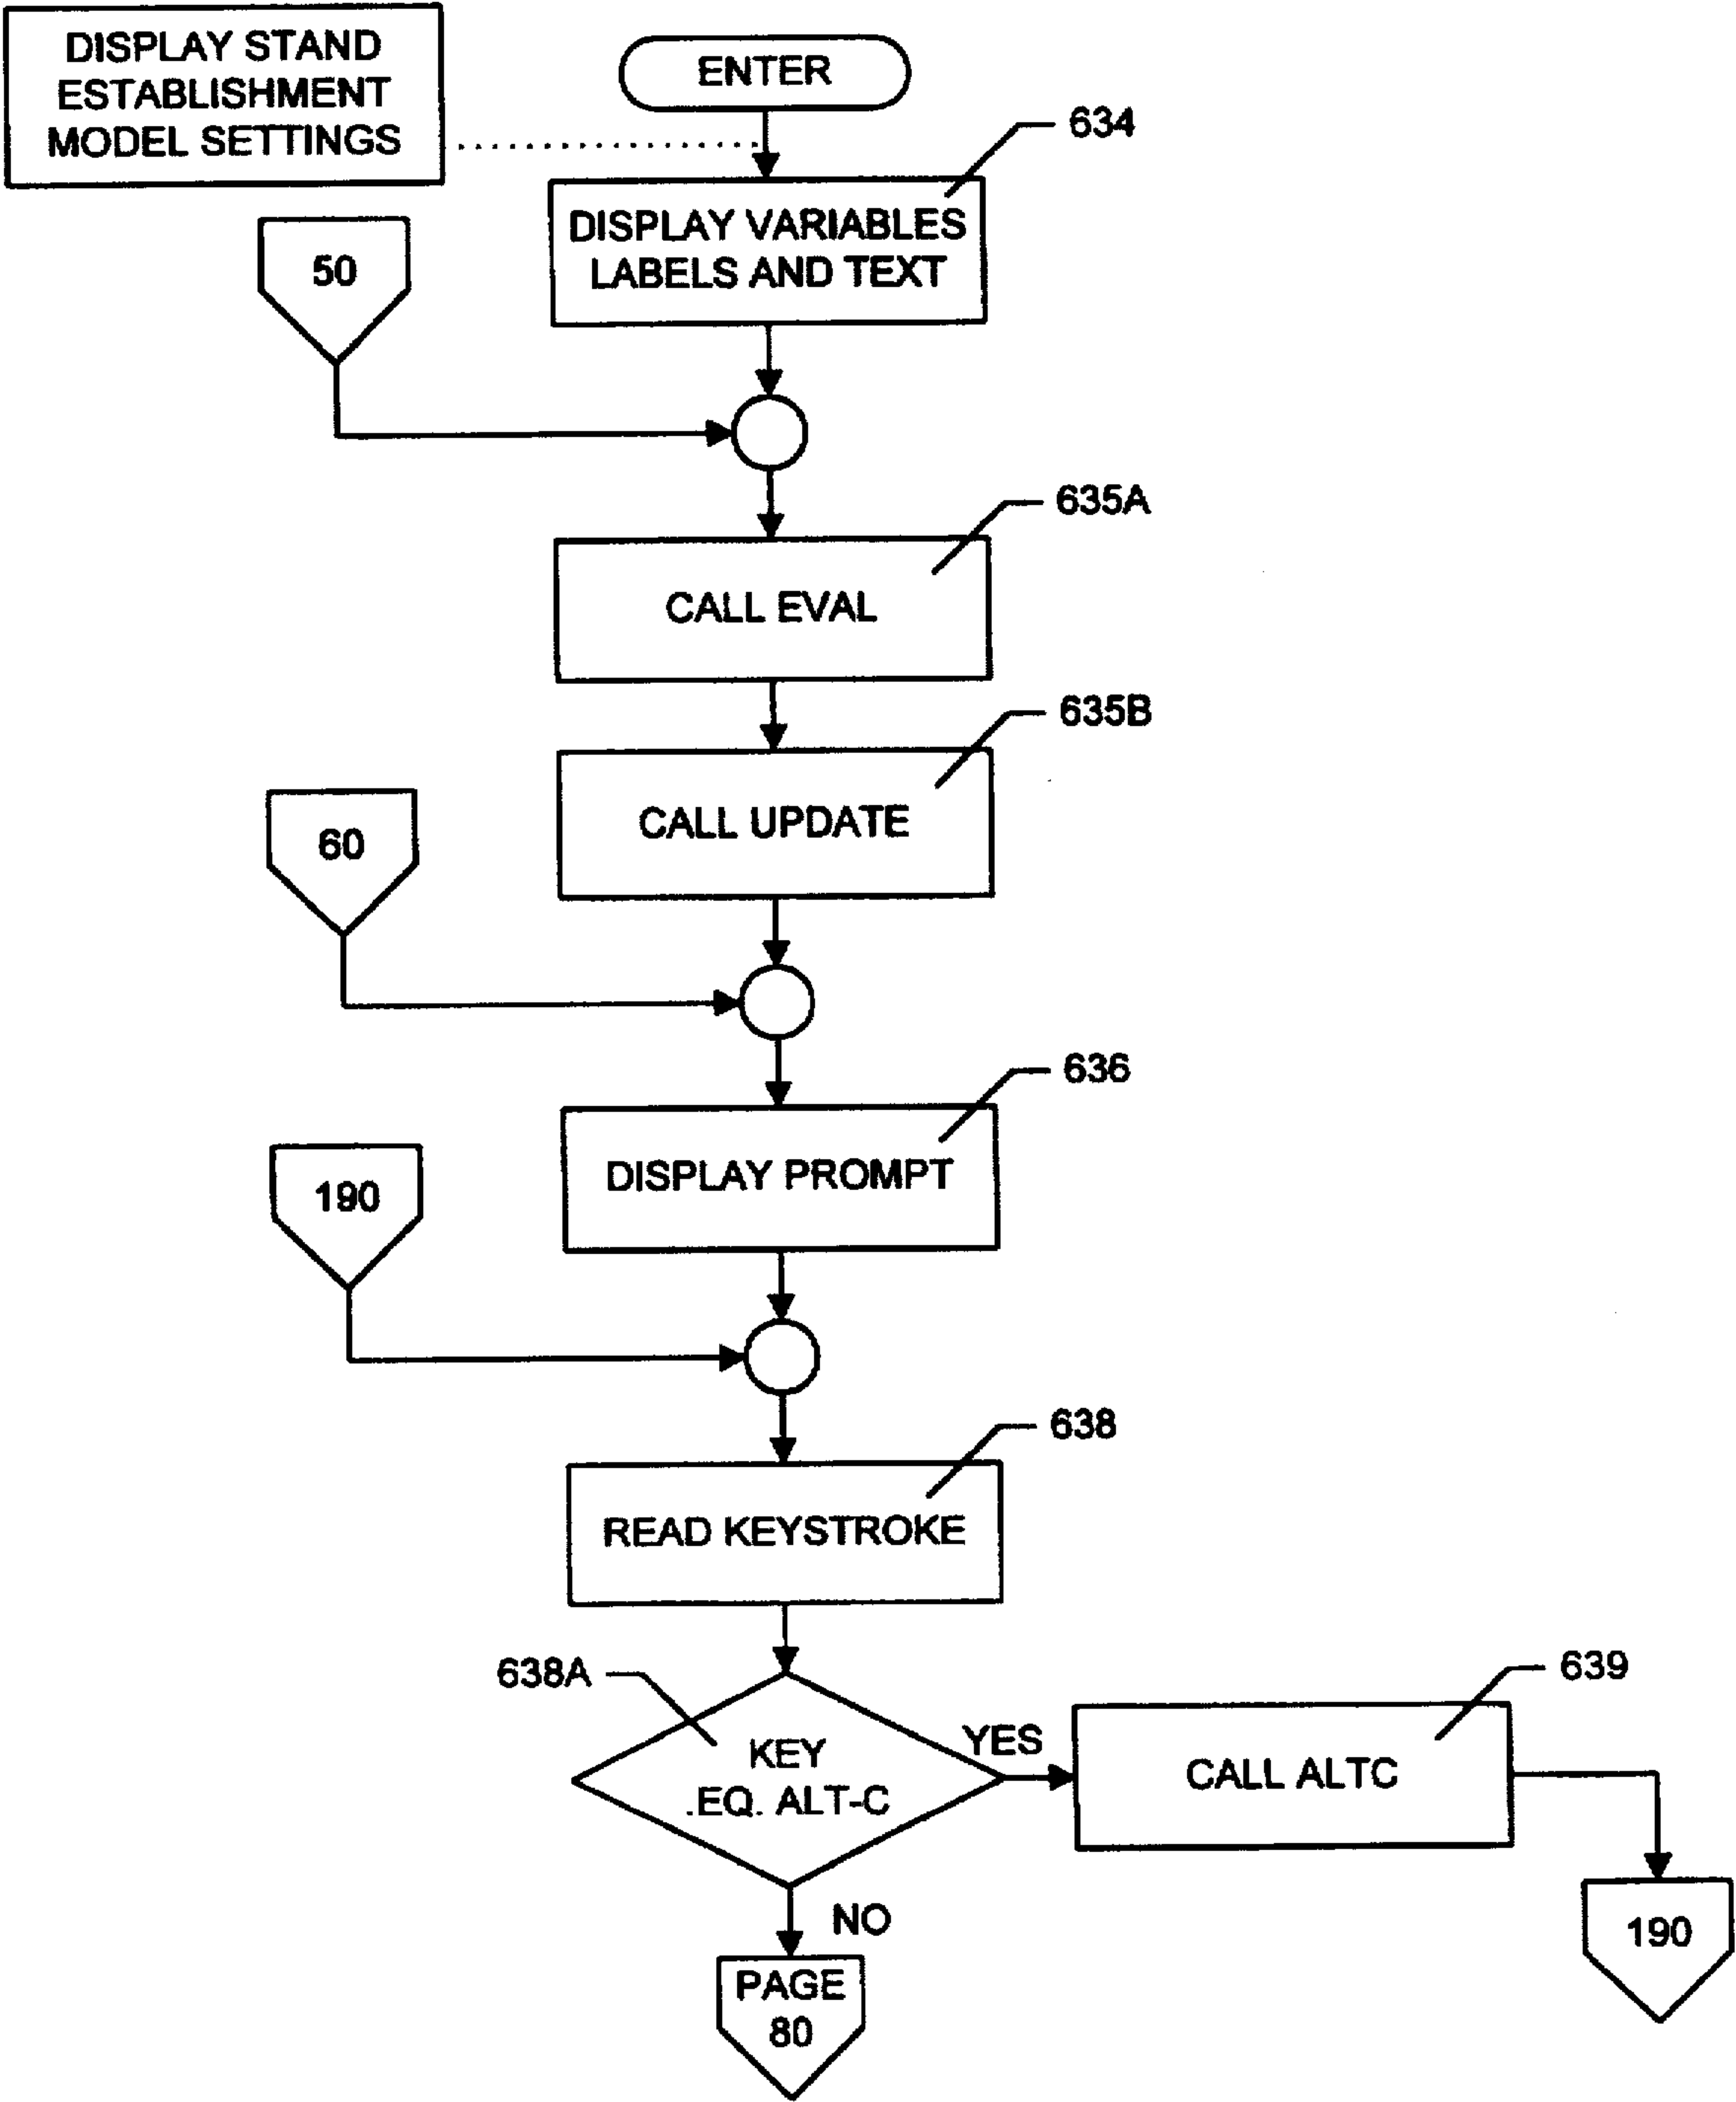 DISPLAY STAND
ESTABLISHMENT
MODEL SETTINGS
ENTER
634
DISPLAY VARIABLES
LABELS AND TEXT
50
635A
CALL EVAL
635B
CALL UPDATE
60
636
DISPLAY PROMPT
190
638
READ KEYSTROKE
638A
KEY
.EQ. ALT-C
YES
639
CALL ALTC
NO
190
PAGE
80